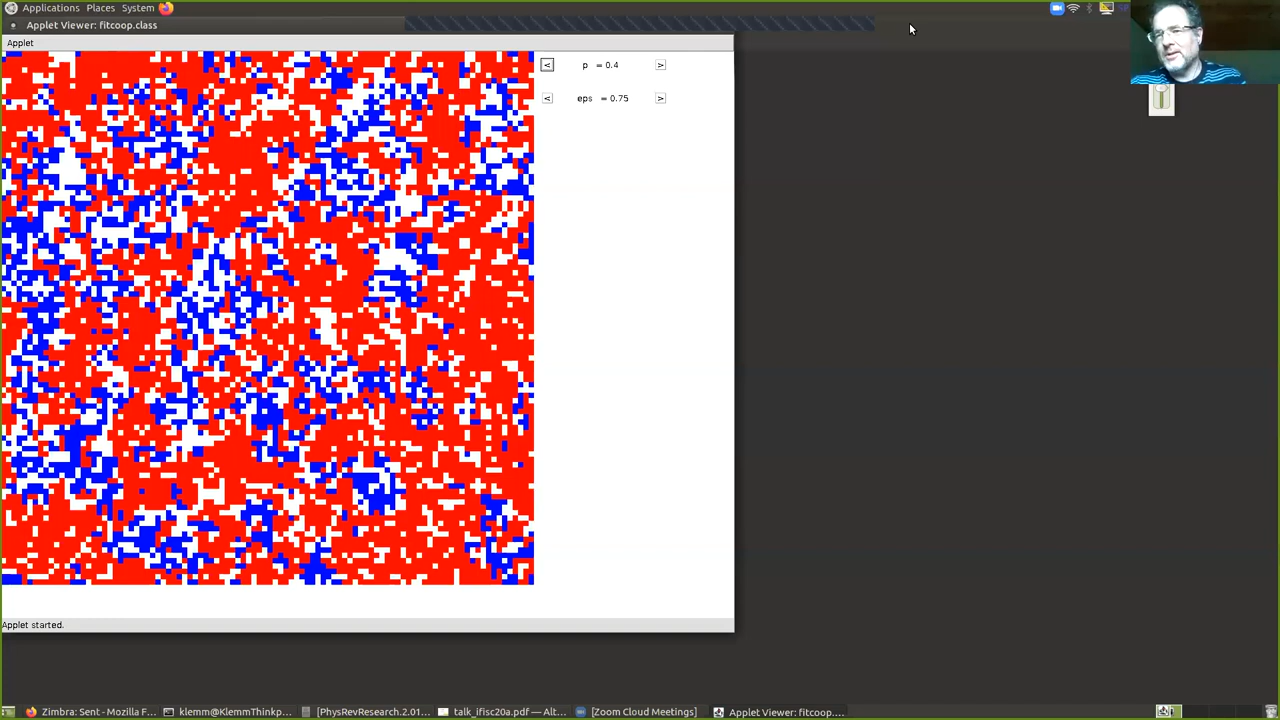 Applications Places System
Applet Viewer: fitcoop.class
Applet
< p = 0.4 >
< eps = 0.75 >
Applet started.
Zimbra: Sent - Mozilla F... klemm@KlemmThinkp... [PhysRevResearch.2.01... talk_ifisc20a.pdf — Atl... [Zoom Cloud Meetings] Applet Viewer: fitcoop....